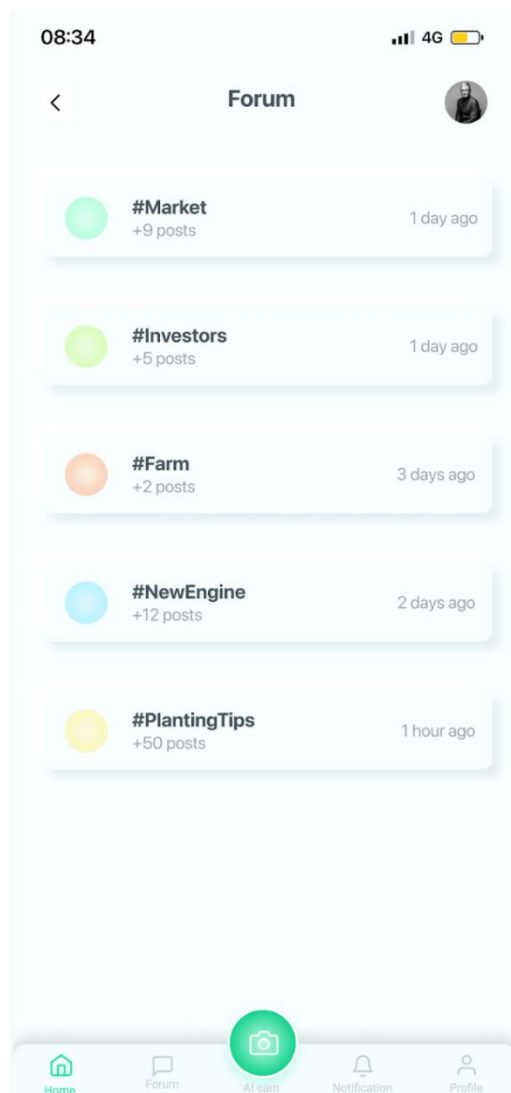 08:34
4G
Forum
#Market
+9 posts
1 day ago
#Investors
+5 posts
1 day ago
#Farm
+2 posts
3 days ago
#NewEngine
+12 posts
2 days ago
#PlantingTips
+50 posts
1 hour ago
Home
Forum
AI cam
Notification
Profile